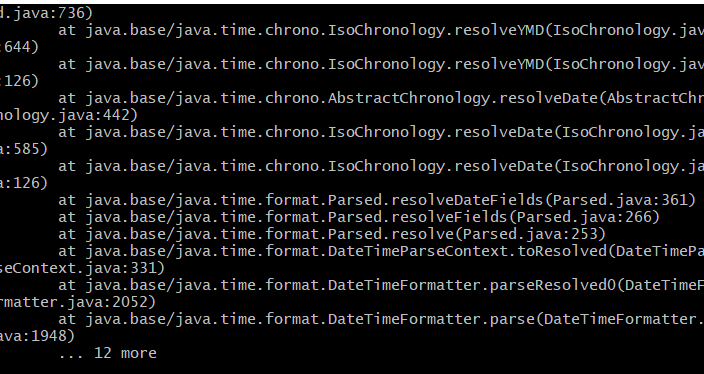 d.java:736)
at java.base/java.time.chrono.IsoChronology.resolveYMD(IsoChronology.jav
:644)
at java.base/java.time.chrono.IsoChronology.resolveYMD(IsoChronology.jav
:126)
at java.base/java.time.chrono.AbstractChronology.resolveDate(AbstractChr
nology.java:442)
at java.base/java.time.chrono.IsoChronology.resolveDate(IsoChronology.ja
a:585)
at java.base/java.time.chrono.IsoChronology.resolveDate(IsoChronology.ja
a:126)
at java.base/java.time.format.Parsed.resolveDateFields(Parsed.java:361)
at java.base/java.time.format.Parsed.resolveFields(Parsed.java:266)
at java.base/java.time.format.Parsed.resolve(Parsed.java:253)
at java.base/java.time.format.DateTimeParseContext.toResolved(DateTimePa
seContext.java:331)
at java.base/java.time.format.DateTimeFormatter.parseResolved0(DateTimeF
rmatter.java:2052)
at java.base/java.time.format.DateTimeFormatter.parse(DateTimeFormatter.
ava:1948)
... 12 more